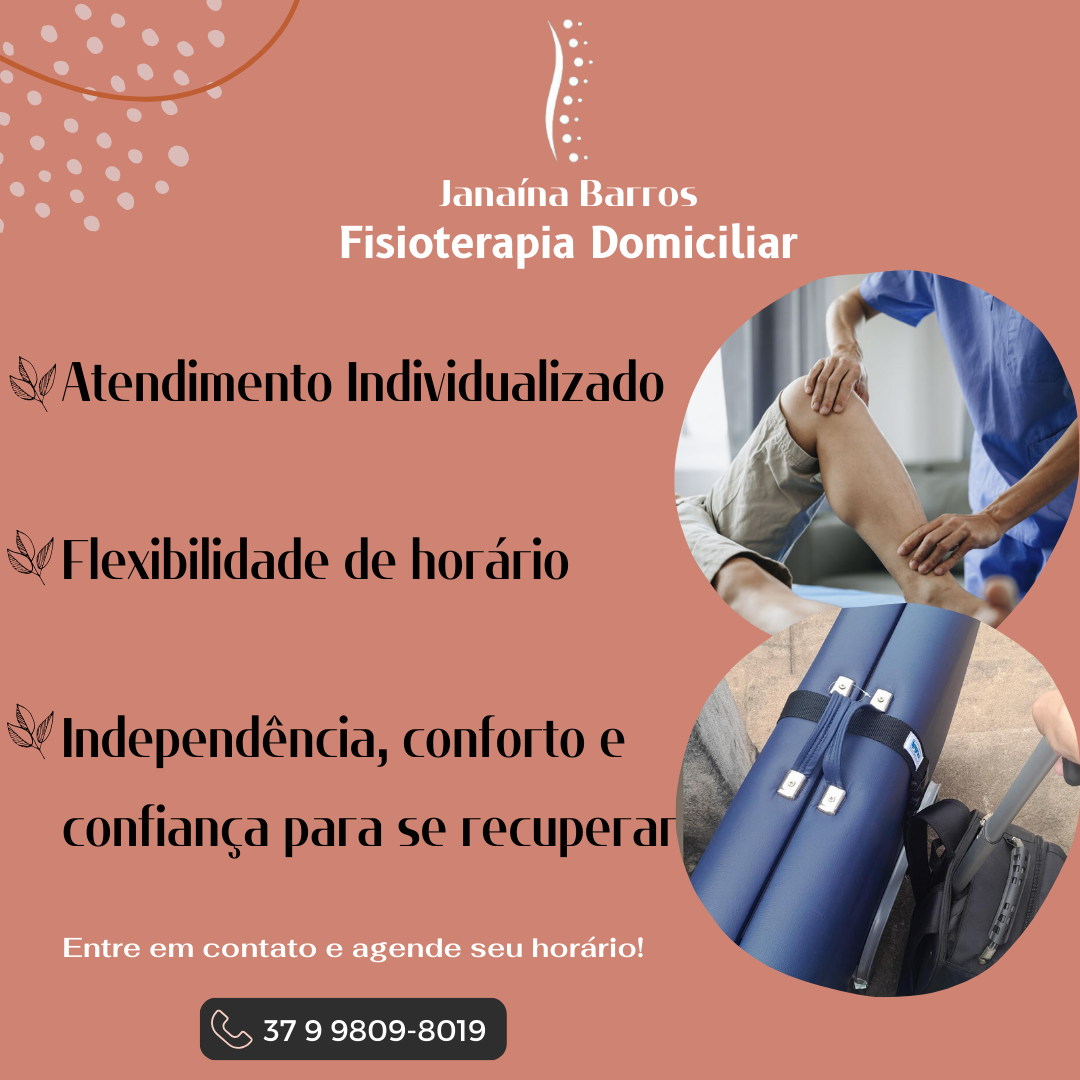 Janaína Barros
Fisioterapia Domiciliar
Atendimento Individualizado
Flexibilidade de horário
Independência, conforto e
confiança para se recuperar
Entre em contato e agende seu horário!
37 9 9809-8019